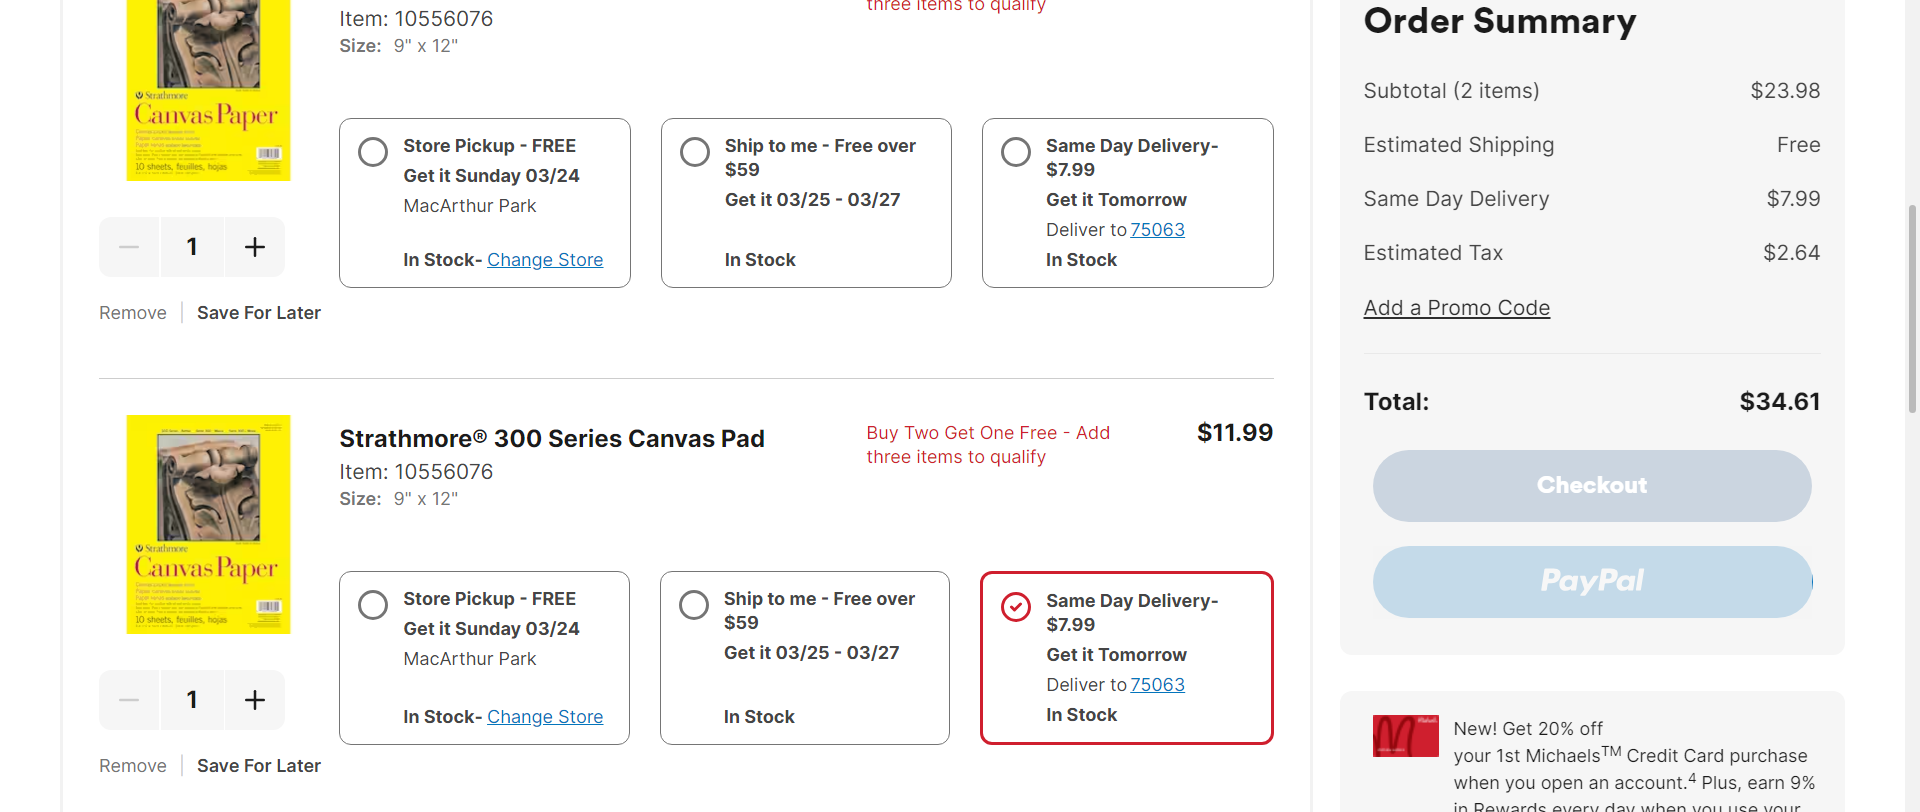 three items to qualify
Item: 10556076
Size: 9" x 12"
Strathmore
Canvas Paper
10 sheets, feuilles, hojas
Store Pickup - FREE
Get it Sunday 03/24
MacArthur Park
In Stock- Change Store
Ship to me - Free over
$59
Get it 03/25 - 03/27
In Stock
Same Day Delivery-
$7.99
Get it Tomorrow
Deliver to 75063
In Stock
1
Remove
Save For Later
Strathmore® 300 Series Canvas Pad
Item: 10556076
Size: 9" x 12"
Buy Two Get One Free - Add
three items to qualify
$11.99
Strathmore
Canvas Paper
10 sheets, feuilles, hojas
Store Pickup - FREE
Get it Sunday 03/24
MacArthur Park
In Stock- Change Store
Ship to me - Free over
$59
Get it 03/25 - 03/27
In Stock
Same Day Delivery-
$7.99
Get it Tomorrow
Deliver to 75063
In Stock
1
Remove
Save For Later
Order Summary
Subtotal (2 items) $23.98
Estimated Shipping Free
Same Day Delivery $7.99
Estimated Tax $2.64
Add a Promo Code
Total: $34.61
Checkout
PayPal
New! Get 20% off
your 1st Michaels™ Credit Card purchase
when you open an account.⁴ Plus, earn 9%
in Rewards every day when you use your